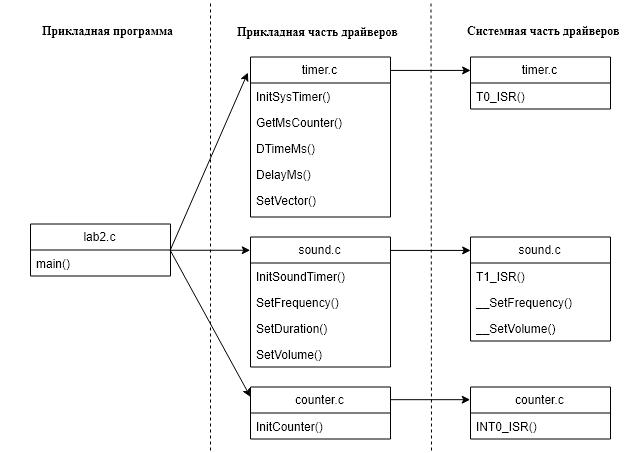 Прикладная программа
Прикладная часть драйверов
Системная часть драйверов
lab2.c
main()
timer.c
InitSysTimer()
GetMsCounter()
DTimeMs()
DelayMs()
SetVector()
sound.c
InitSoundTimer()
SetFrequency()
SetDuration()
SetVolume()
counter.c
InitCounter()
timer.c
T0_ISR()
sound.c
T1_ISR()
__SetFrequency()
__SetVolume()
counter.c
INT0_ISR()